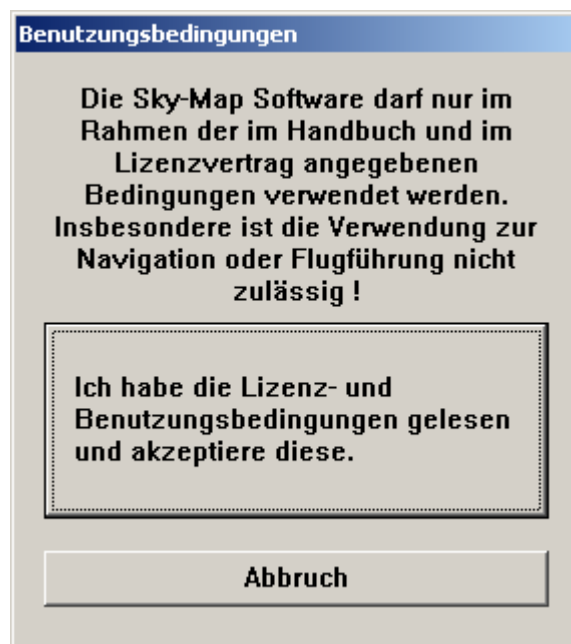 Benutzungsbedingungen
Die Sky-Map Software darf nur im
Rahmen der im Handbuch und im
Lizenzvertrag angegebenen
Bedingungen verwendet werden.
Insbesondere ist die Verwendung zur
Navigation oder Flugführung nicht
zulässig !
Ich habe die Lizenz- und
Benutzungsbedingungen gelesen
und akzeptiere diese.
Abbruch